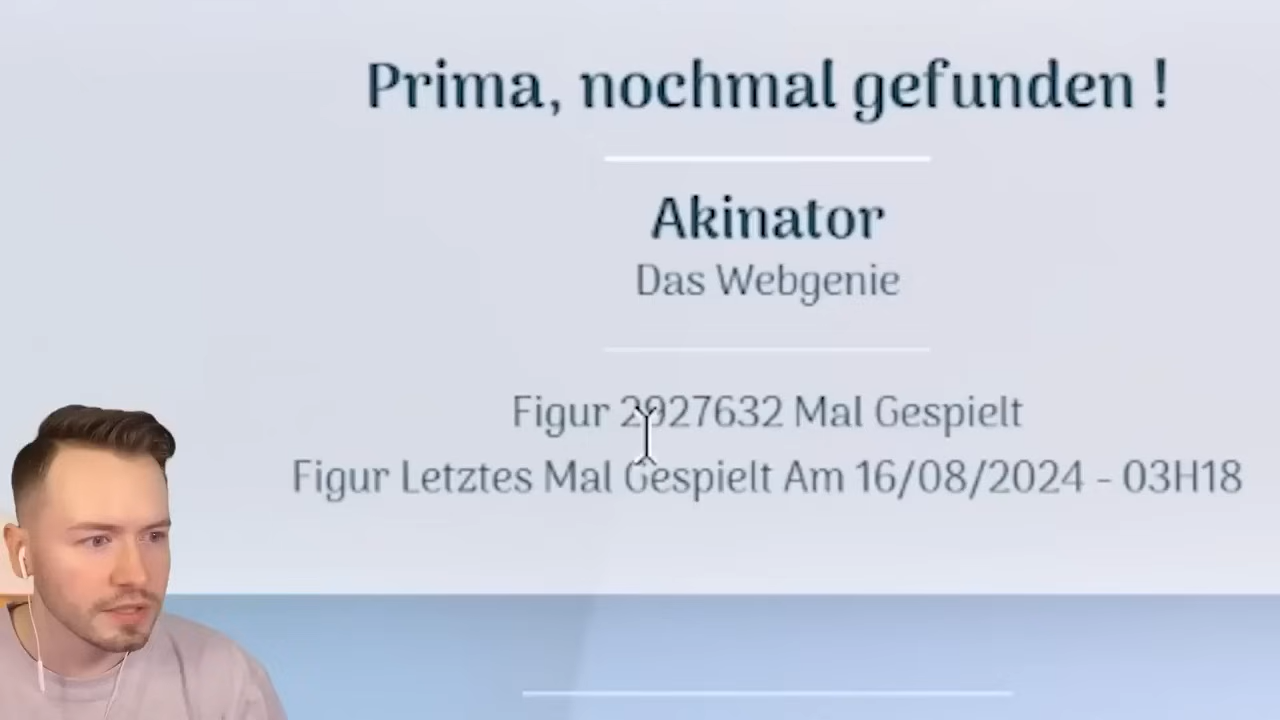 Prima, nochmal gefunden !
Akinator
Das Webgenie
Figur 2927632 Mal Gespielt
Figur Letztes Mal Gespielt Am 16/08/2024 - 03H18